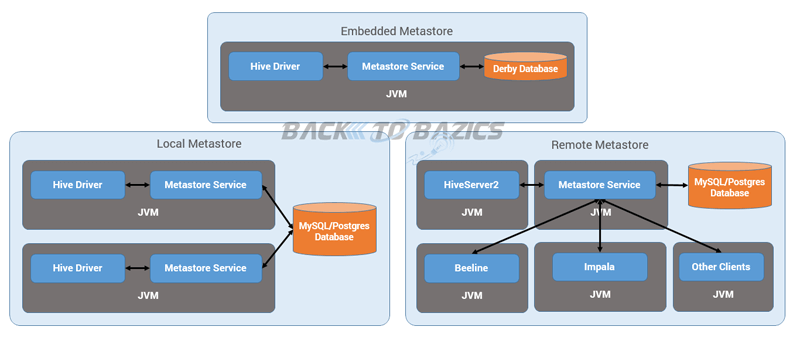 Embedded Metastore
Hive Driver
Metastore Service
Derby Database
JVM
BACK TO BAZICS
Local Metastore
Hive Driver
Metastore Service
JVM
MySQL/Postgres
Database
Hive Driver
Metastore Service
JVM
Remote Metastore
HiveServer2
JVM
Metastore Service
JVM
MySQL/Postgres
Database
Beeline
JVM
Impala
JVM
Other Clients
JVM